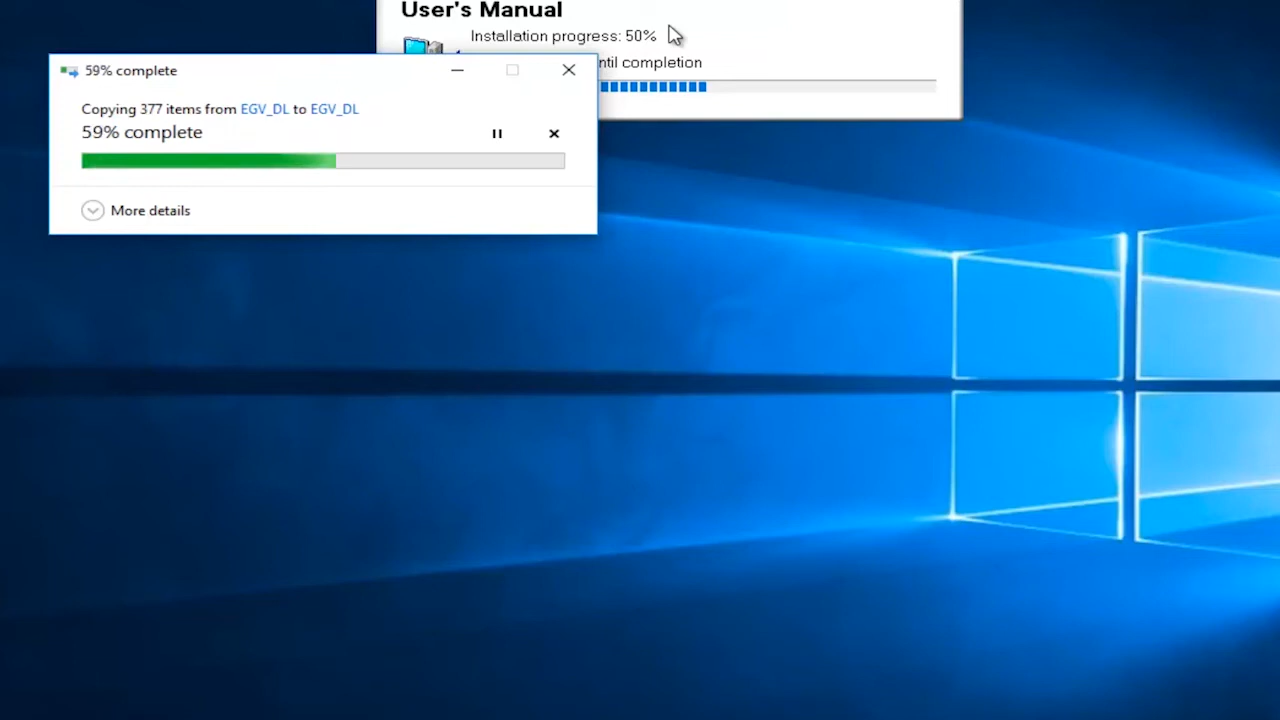 User's Manual
Installation progress: 50%
ntil completion
59% complete
Copying 377 items from EGV_DL to EGV_DL
59% complete
More details